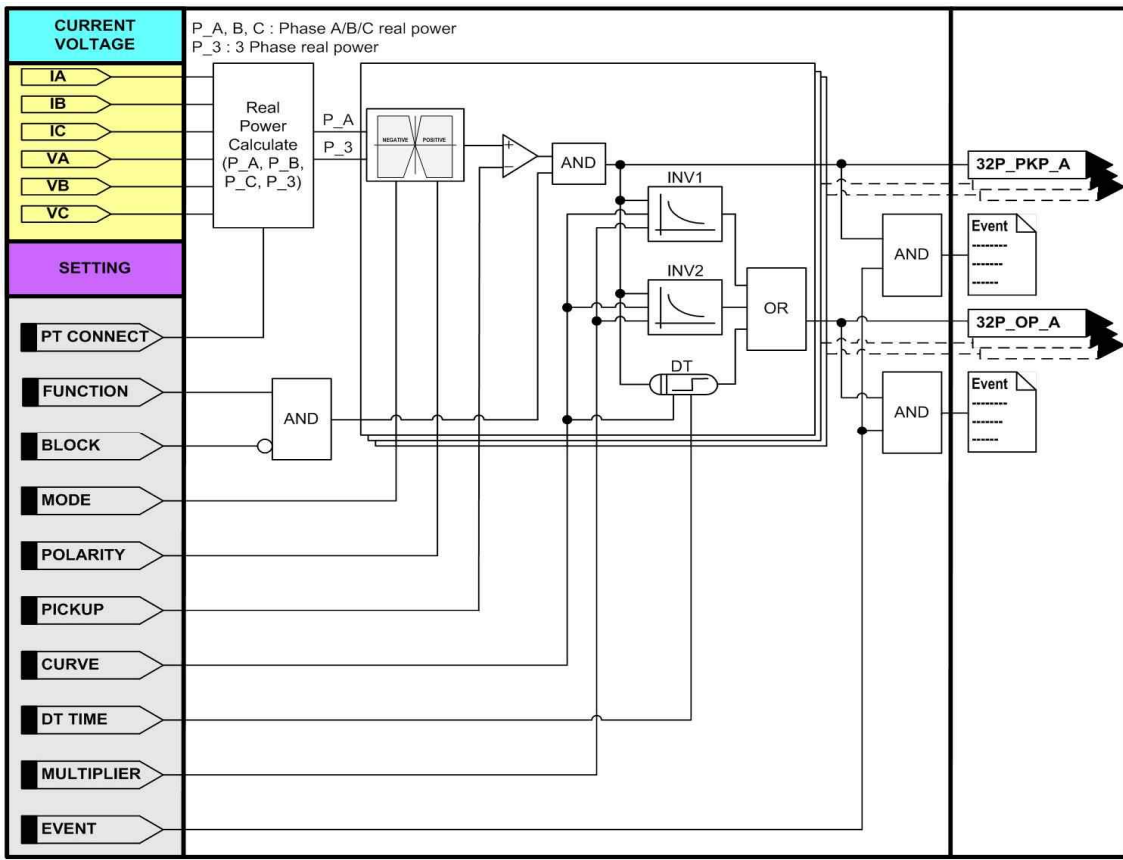 CURRENT
VOLTAGE
P_A, B, C : Phase A/B/C real power
P_3 : 3 Phase real power
IA
IB
IC
VA
VB
VC
Real
Power
Calculate
(P_A, P_B,
P_C, P_3)
P_A
P_3
NEGATIVE
POSITIVE
+
−
AND
INV1
INV2
DT
OR
32P_PKP_A
AND
Event
--------
-------
------
32P_OP_A
AND
Event
--------
-------
------
SETTING
PT CONNECT
FUNCTION
AND
BLOCK
MODE
POLARITY
PICKUP
CURVE
DT TIME
MULTIPLIER
EVENT